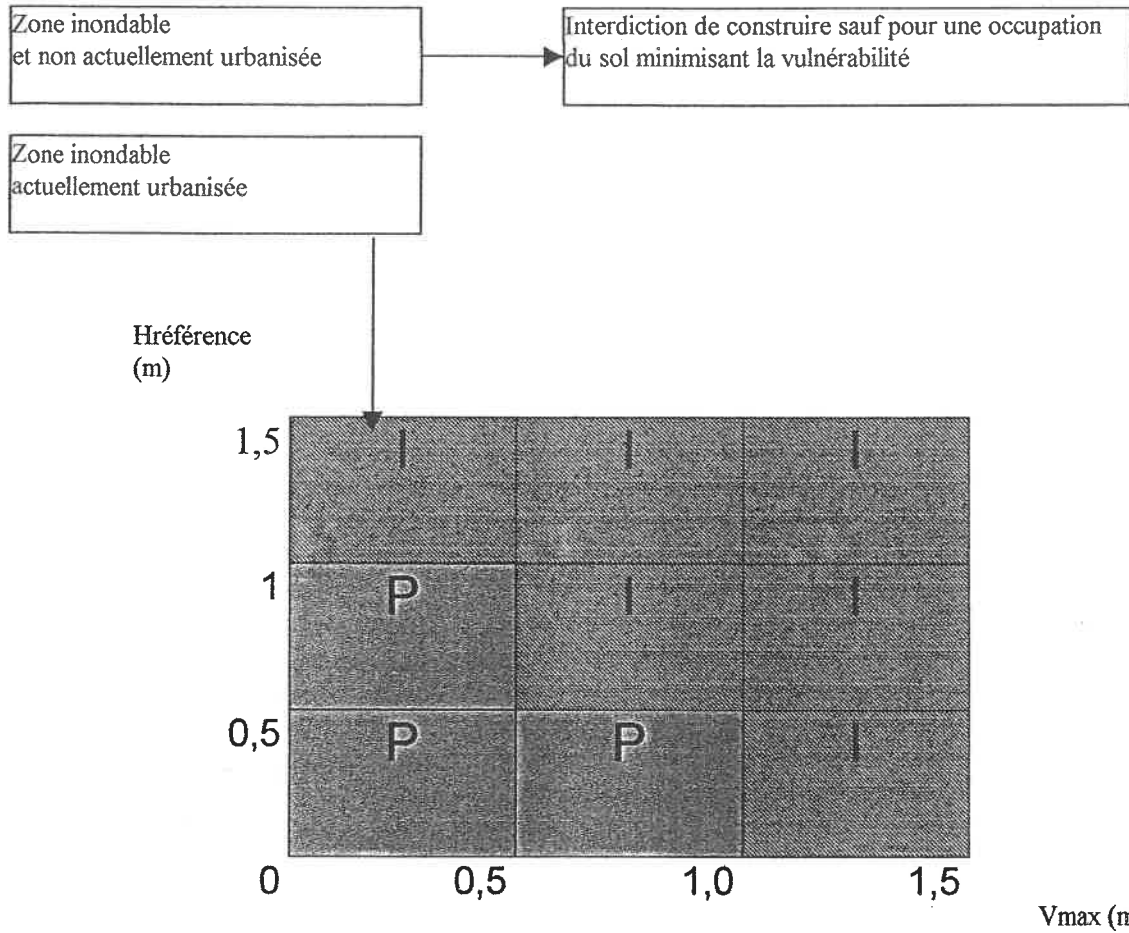 Zone inondable
et non actuellement urbanisée
Interdiction de construire sauf pour une occupation
du sol minimisant la vulnérabilité
Zone inondable
actuellement urbanisée
Hréférence
(m)
1,5 I I I
1 P I I
0,5 P P I
0 0,5 1,0 1,5
Vmax (m